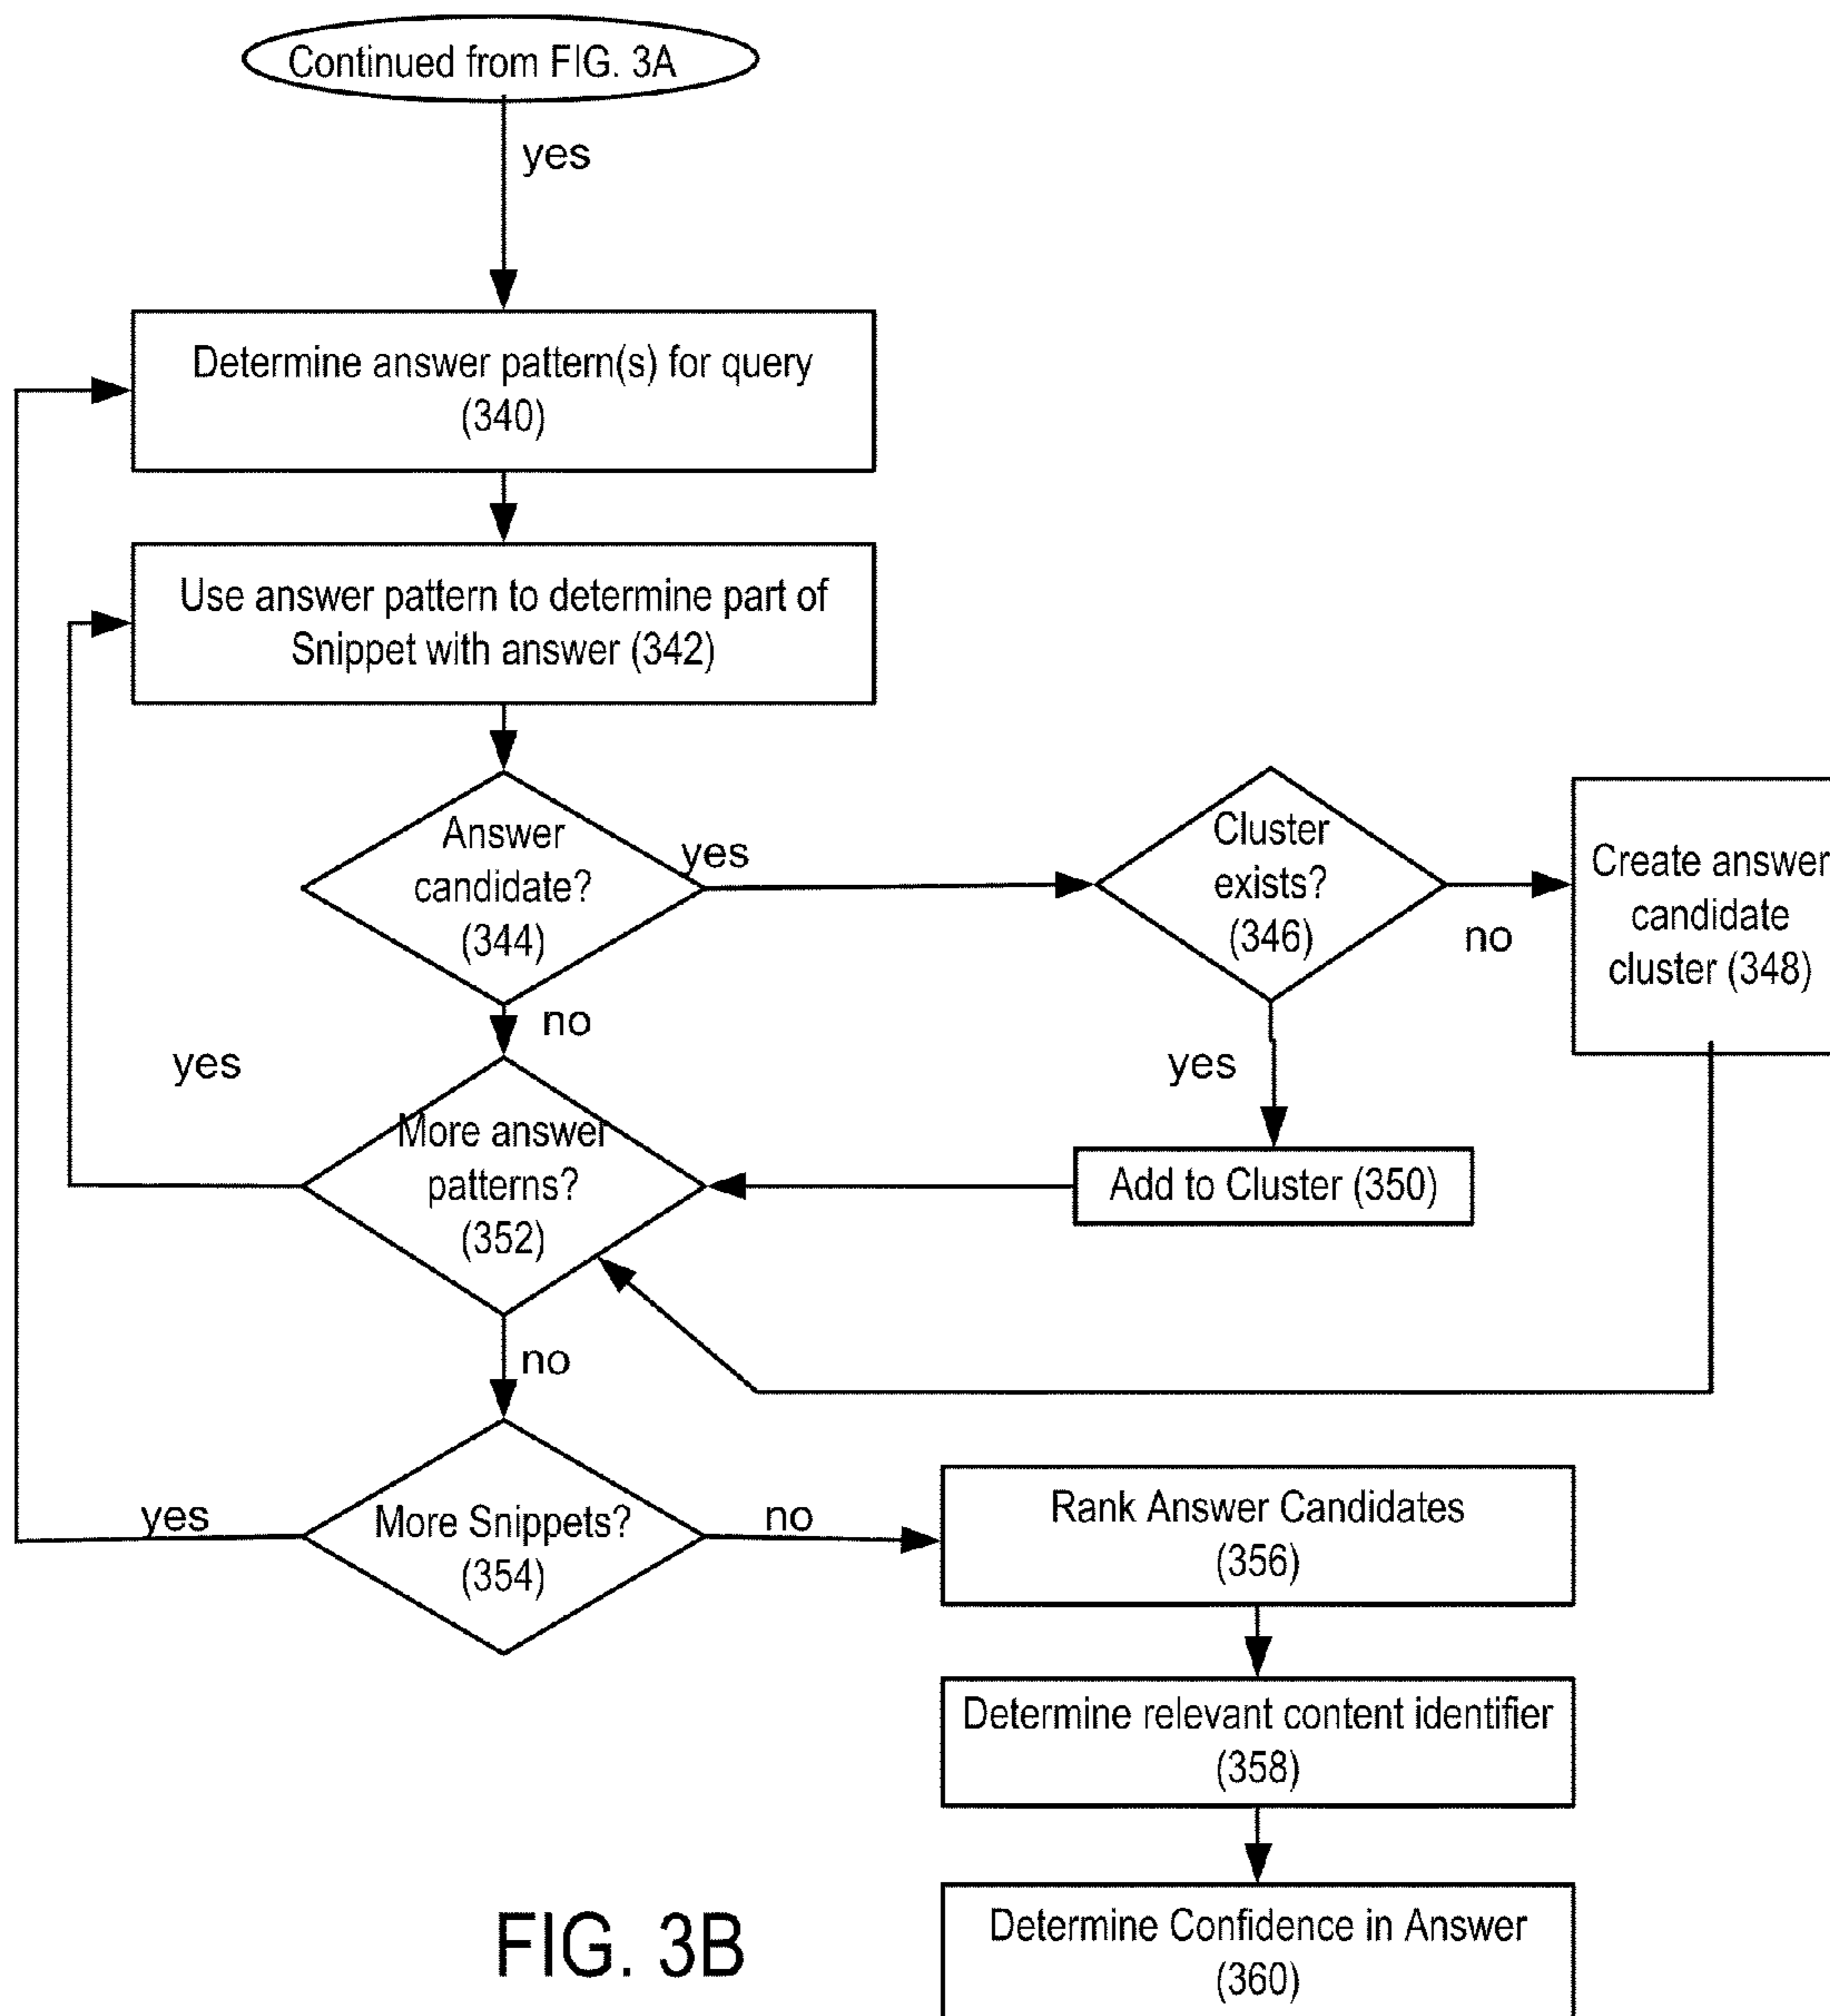 Continued from FIG. 3A
yes
Determine answer pattern(s) for query
(340)
Use answer pattern to determine part of
Snippet with answer (342)
Answer
candidate?
(344)
yes
Cluster
exists?
(346)
no
Create answer
candidate
cluster (348)
no
yes
yes
More answer
patterns?
(352)
Add to Cluster (350)
no
yes
More Snippets?
(354)
no
Rank Answer Candidates
(356)
Determine relevant content identifier
(358)
Determine Confidence in Answer
(360)
FIG. 3B